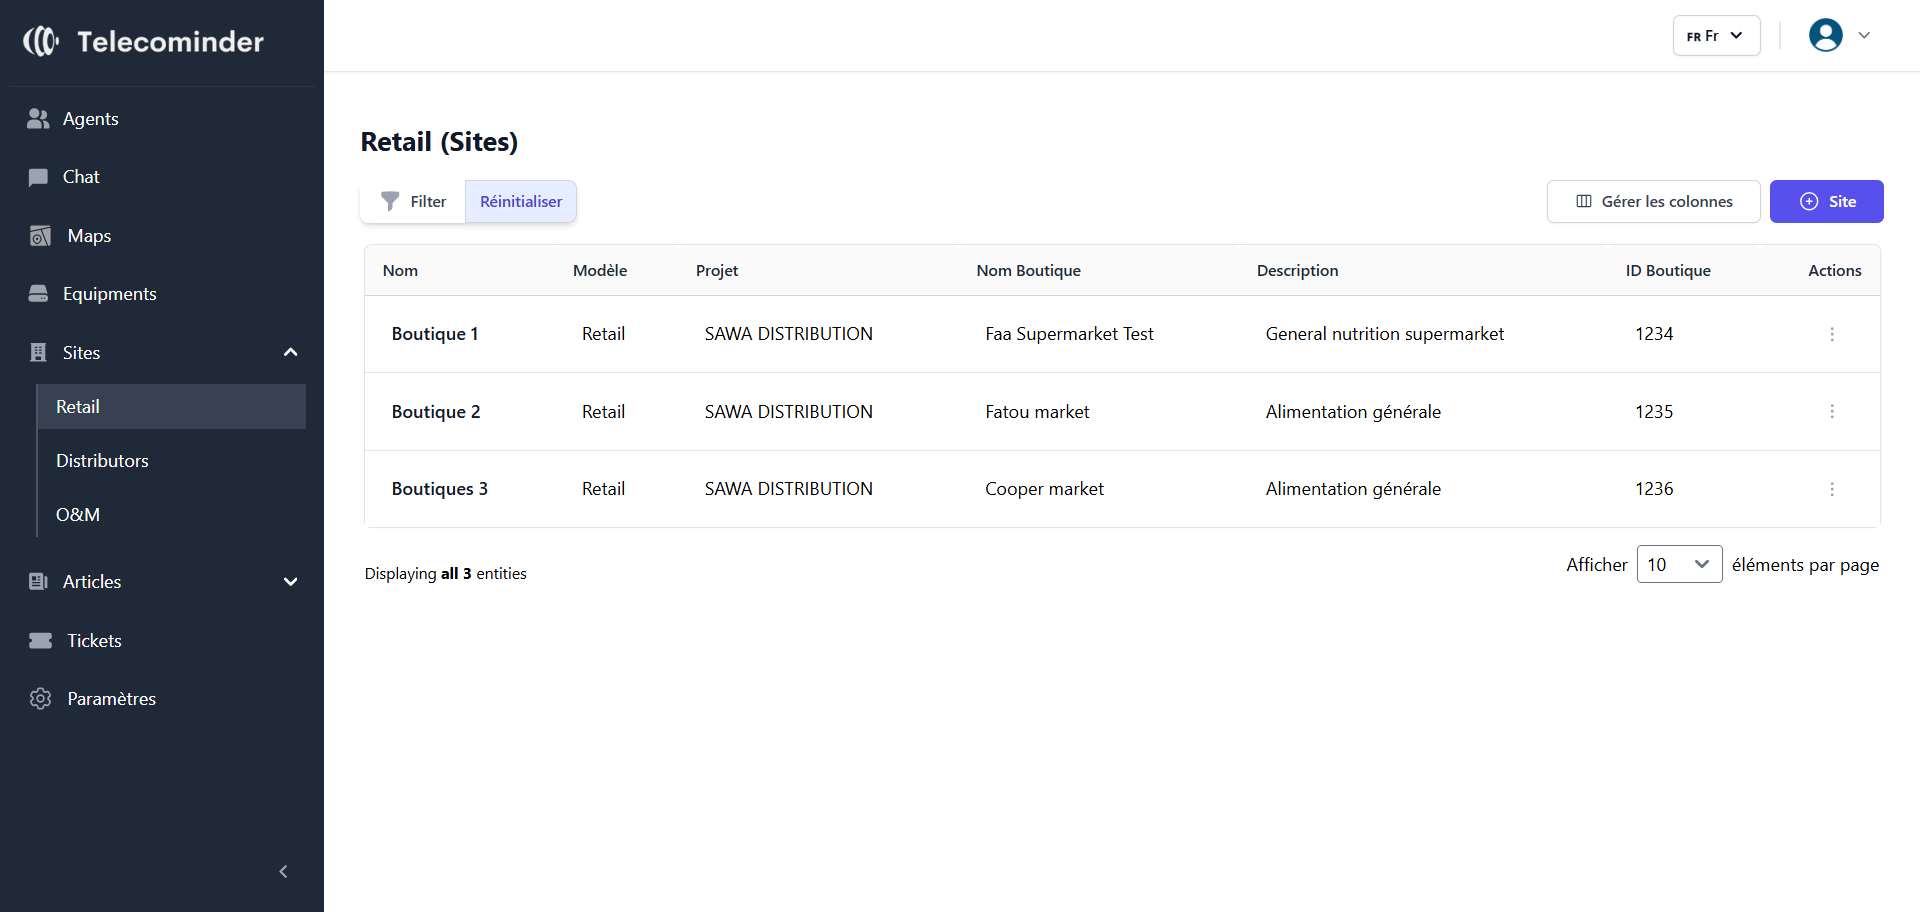 Telecominder
FR Fr
Agents
Chat
Maps
Equipments
Sites
Retail
Distributors
O&M
Articles
Tickets
Paramètres
Retail (Sites)
Filter Réinitialiser
Gérer les colonnes Site
Nom Modèle Projet Nom Boutique Description ID Boutique Actions
Boutique 1 Retail SAWA DISTRIBUTION Faa Supermarket Test General nutrition supermarket 1234
Boutique 2 Retail SAWA DISTRIBUTION Fatou market Alimentation générale 1235
Boutiques 3 Retail SAWA DISTRIBUTION Cooper market Alimentation générale 1236
Displaying all 3 entities
Afficher 10 éléments par page